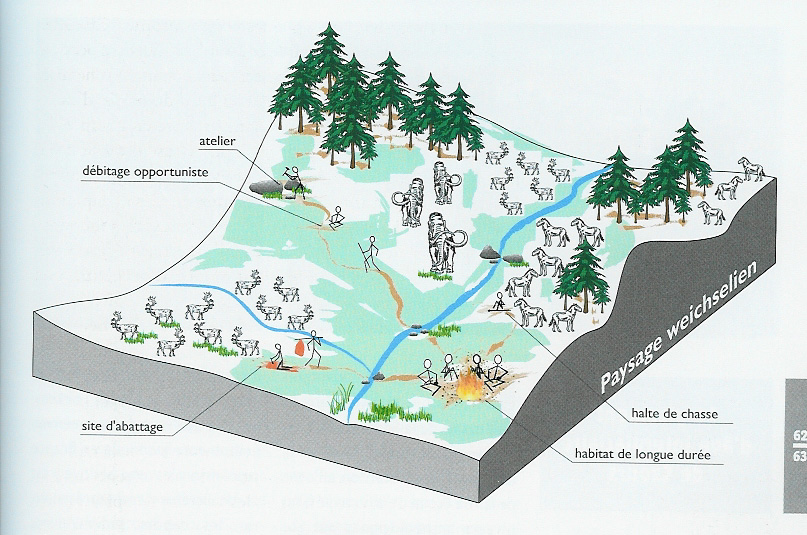 atelier
débitage opportuniste
Paysage weichselien
halte de chasse
site d'abattage
habitat de longue durée
62
63